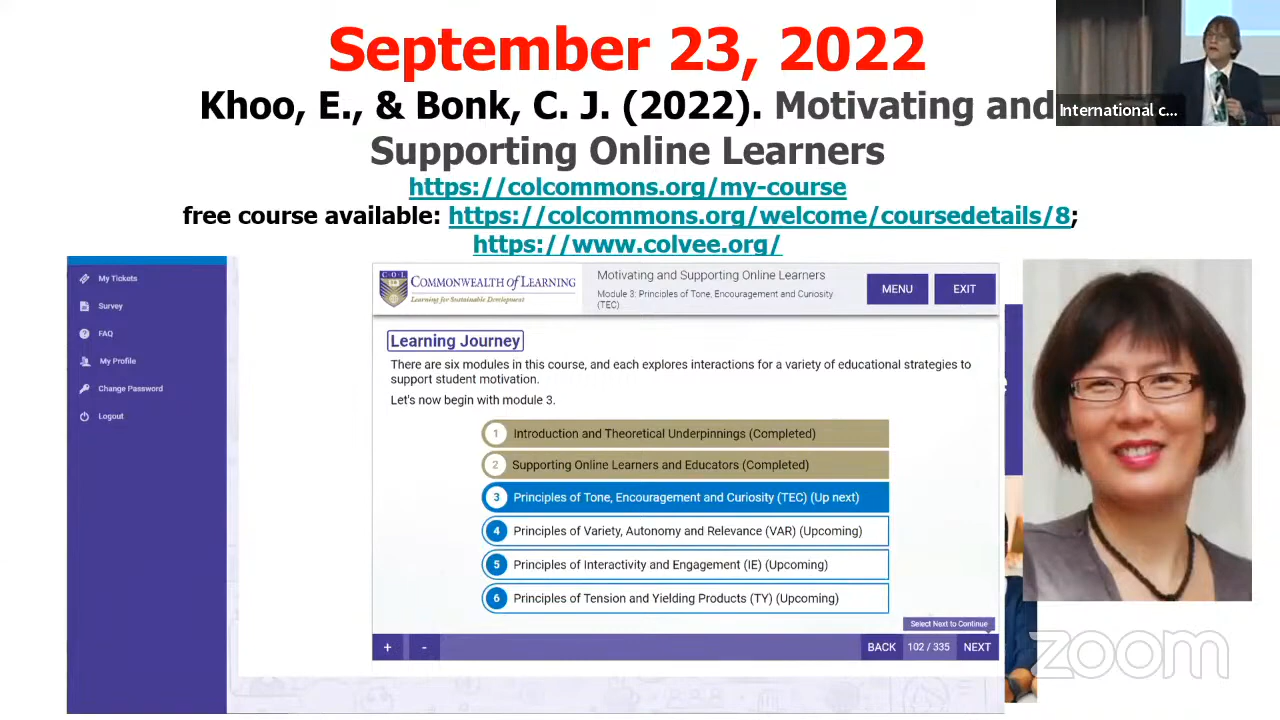 September 23, 2022
Khoo, E., & Bonk, C. J. (2022). Motivating and
International c...
Supporting Online Learners
https://colcommons.org/my-course
free course available: https://colcommons.org/welcome/coursedetails/8;
https://www.colvee.org/
My Tickets
Survey
FAQ
My Profile
Change Password
Logout
C·O·L
COMMONWEALTH of LEARNING
Learning for Sustainable Development
Motivating and Supporting Online Learners
Module 3: Principles of Tone, Encouragement and Curiosity
(TEC)
MENU
EXIT
Learning Journey
There are six modules in this course, and each explores interactions for a variety of educational strategies to
support student motivation.
Let's now begin with module 3.
1 Introduction and Theoretical Underpinnings (Completed)
2 Supporting Online Learners and Educators (Completed)
3 Principles of Tone, Encouragement and Curiosity (TEC) (Up next)
4 Principles of Variety, Autonomy and Relevance (VAR) (Upcoming)
5 Principles of Interactivity and Engagement (IE) (Upcoming)
6 Principles of Tension and Yielding Products (TY) (Upcoming)
Select Next to Continue
+ - BACK 102 / 335 NEXT
zoom